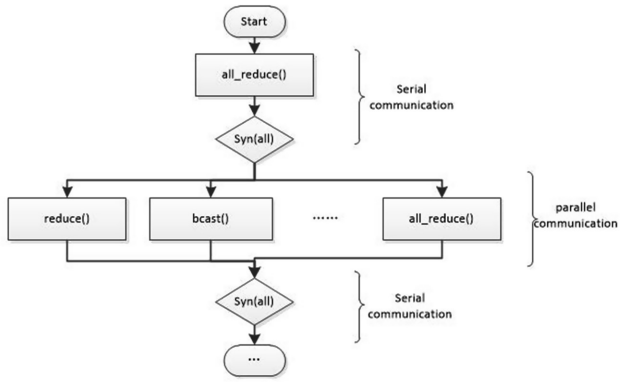 Start
all_reduce()
Serial
communication
Syn(all)
reduce()
bcast()
......
all_reduce()
parallel
communication
Syn(all)
Serial
communication
...